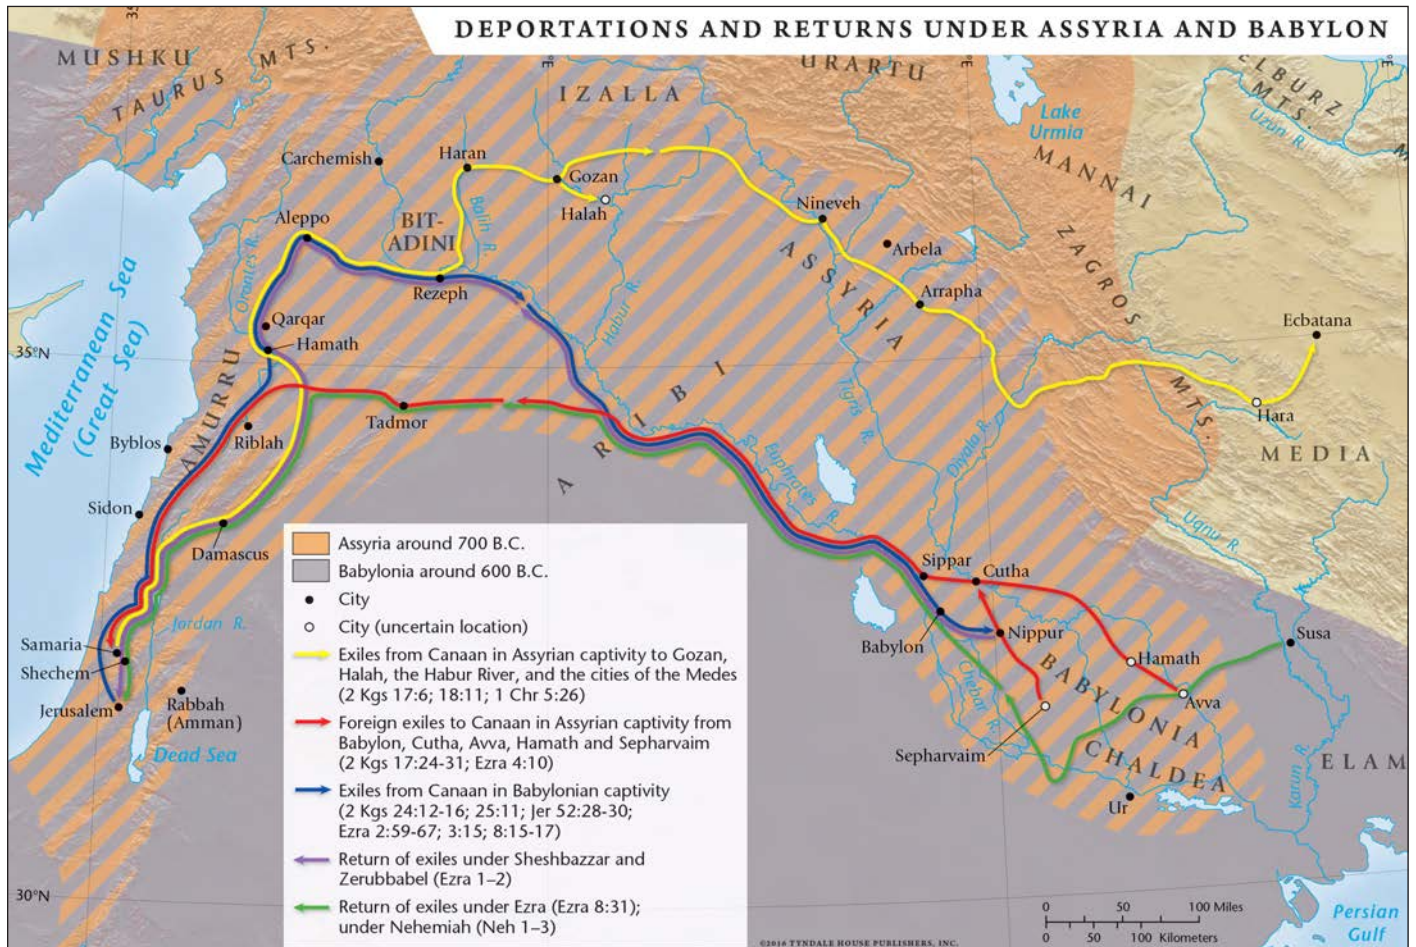 DEPORTATIONS AND RETURNS UNDER ASSYRIA AND BABYLON
MUSHKU
TAURUS MTS.
IZALLA
URARTU
Lake
Urmia
ELBURZ
MTS.
Uzun R.
MANNAI
ZAGROS
MTS.
Carchemish
Haran
Gozan
Halah
Nineveh
Arbela
Aleppo
BIT-
ADINI
Balih R.
Orontes R.
Rezeph
Habur R.
ASSYRIA
Arrapha
Ecbatana
Mediterranean Sea
(Great Sea)
Qarqar
Hamath
35°N
AMURRU
Tigris R.
Hara
MEDIA
Tadmor
Riblah
Byblos
ARIBI
Diyala R.
Euphrates R.
Uqnu R.
Sidon
Damascus
Sippar
Cutha
Jordan R.
Samaria
Shechem
Jerusalem
Rabbah
(Amman)
Dead Sea
Babylon
Nippur
Chebar R.
Hamath
Susa
BABYLONIA
Avva
Sepharvaim
CHALDEA
Ur
Karun R.
ELAM
30°N
Persian
Gulf
Assyria around 700 B.C.
Babylonia around 600 B.C.
City
City (uncertain location)
Exiles from Canaan in Assyrian captivity to Gozan,
Halah, the Habur River, and the cities of the Medes
(2 Kgs 17:6; 18:11; 1 Chr 5:26)
Foreign exiles to Canaan in Assyrian captivity from
Babylon, Cutha, Avva, Hamath and Sepharvaim
(2 Kgs 17:24-31; Ezra 4:10)
Exiles from Canaan in Babylonian captivity
(2 Kgs 24:12-16; 25:11; Jer 52:28-30;
Ezra 2:59-67; 3:15; 8:15-17)
Return of exiles under Sheshbazzar and
Zerubbabel (Ezra 1–2)
Return of exiles under Ezra (Ezra 8:31);
under Nehemiah (Neh 1–3)
0 50 100 Miles
0 50 100 Kilometers
©2016 TYNDALE HOUSE PUBLISHERS, INC.